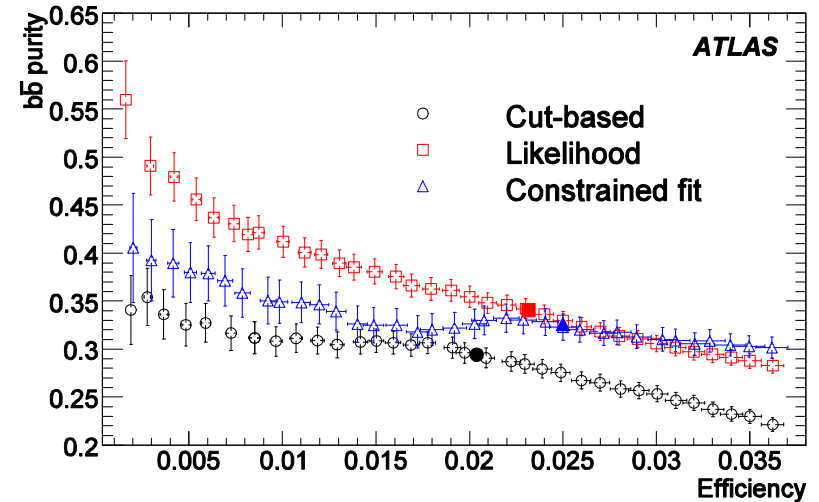 0.65
0.6
0.55
0.5
0.45
0.4
0.35
0.3
0.25
0.2
bb̅ purity
ATLAS
Cut-based
Likelihood
Constrained fit
0.005 0.01 0.015 0.02 0.025 0.03 0.035
Efficiency